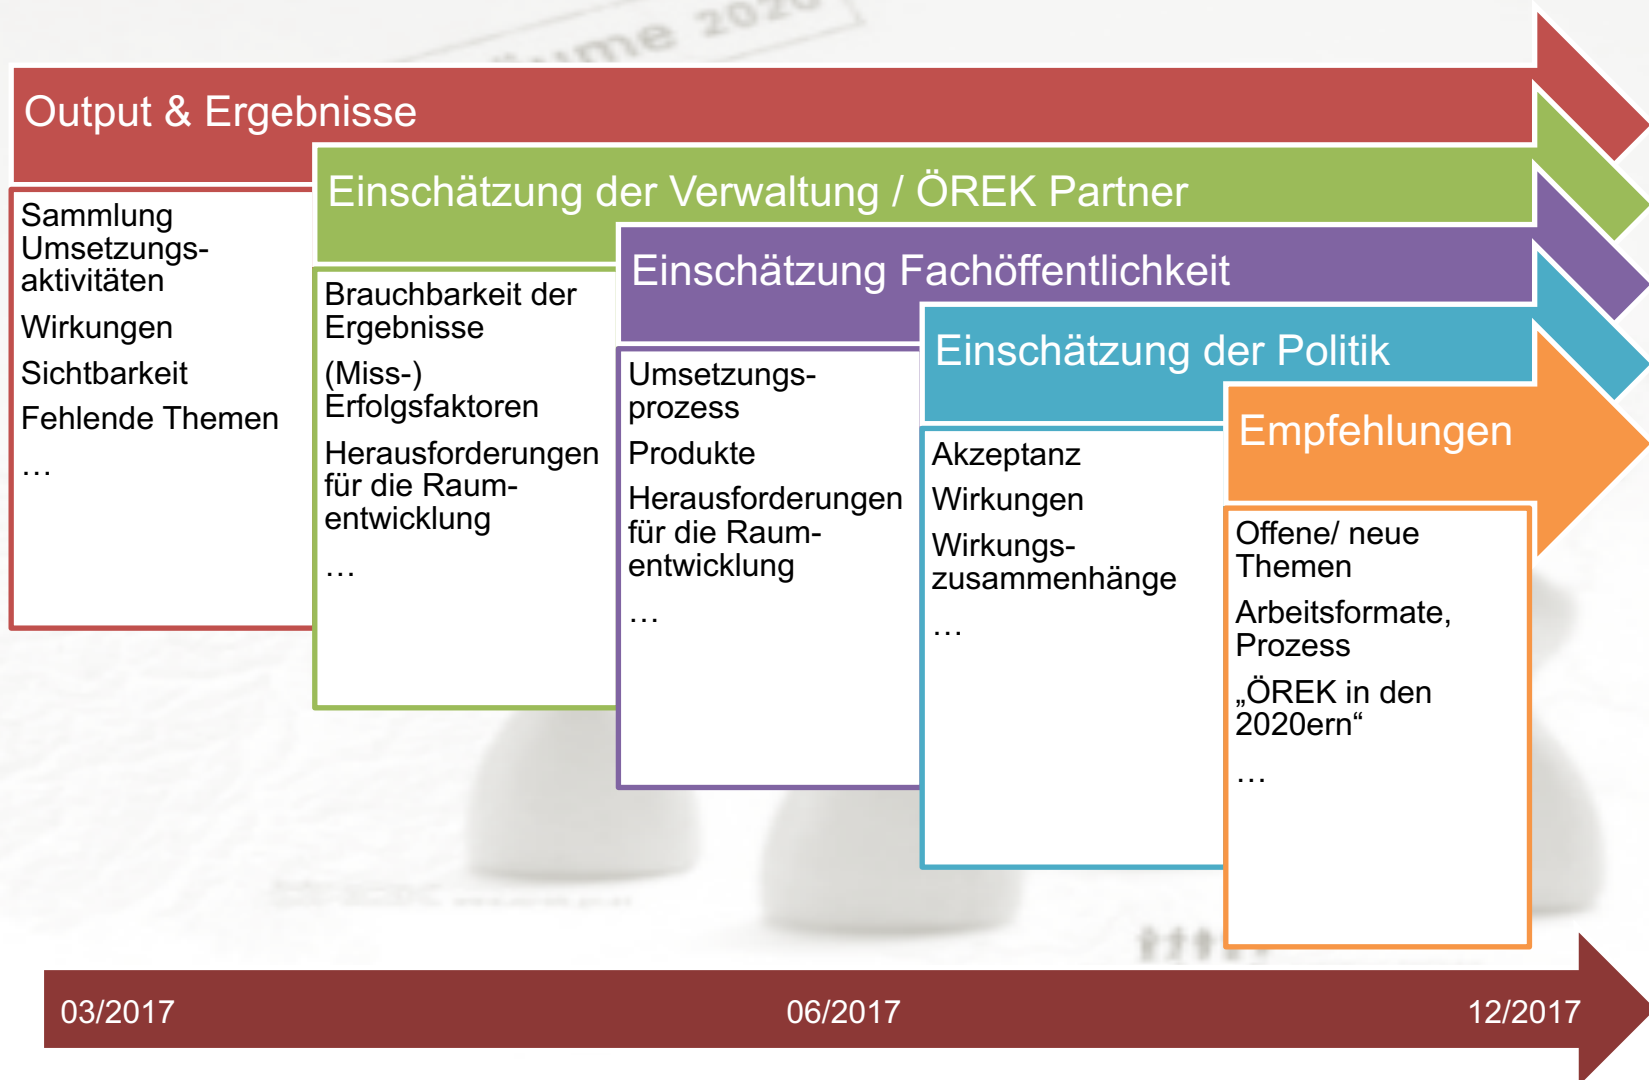 2020
Output & Ergebnisse
Sammlung
Umsetzungs-
aktivitäten
Wirkungen
Sichtbarkeit
Fehlende Themen
…
Einschätzung der Verwaltung / ÖREK Partner
Brauchbarkeit der
Ergebnisse
(Miss-)
Erfolgsfaktoren
Herausforderungen
für die Raum-
entwicklung
…
Einschätzung Fachöffentlichkeit
Umsetzungs-
prozess
Produkte
Herausforderungen
für die Raum-
entwicklung
…
Einschätzung der Politik
Akzeptanz
Wirkungen
Wirkungs-
zusammenhänge
…
Empfehlungen
Offene/ neue
Themen
Arbeitsformate,
Prozess
„ÖREK in den
2020ern“
…
03/2017 06/2017 12/2017